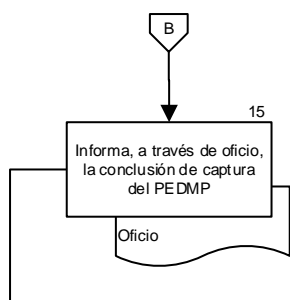 B
15
Informa, a través de oficio,
la conclusión de captura
del PEDMP
Oficio